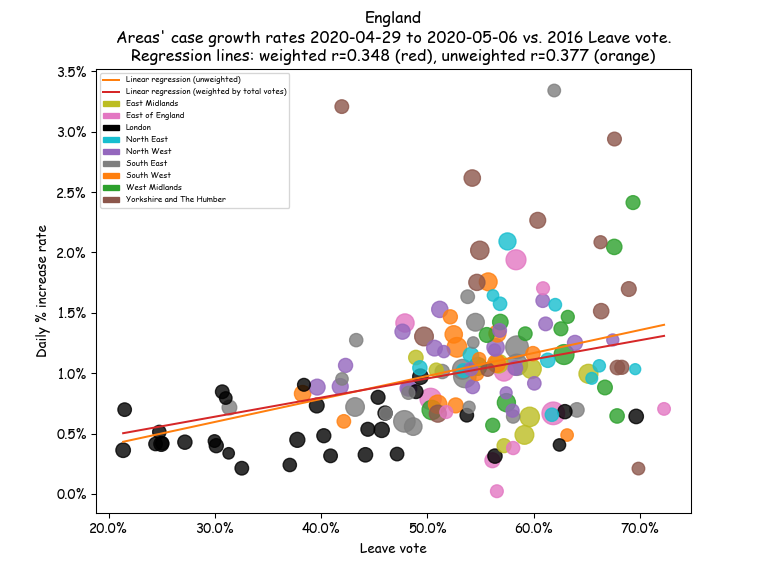 England
Areas' case growth rates 2020-04-29 to 2020-05-06 vs. 2016 Leave vote.
Regression lines: weighted r=0.348 (red), unweighted r=0.377 (orange)
3.5%
3.0%
2.5%
2.0%
1.5%
1.0%
0.5%
0.0%
Daily % increase rate
Linear regression (unweighted)
Linear regression (weighted by total votes)
East Midlands
East of England
London
North East
North West
South East
South West
West Midlands
Yorkshire and The Humber
20.0% 30.0% 40.0% 50.0% 60.0% 70.0%
Leave vote